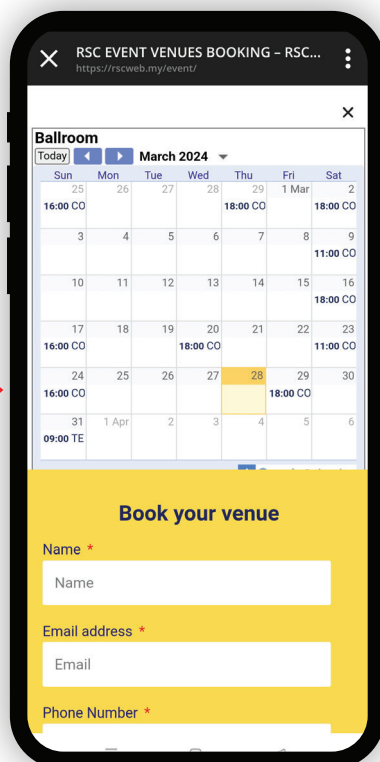 RSC EVENT VENUES BOOKING – RSC...
https://rscweb.my/event/
Ballroom
Today March 2024
Sun Mon Tue Wed Thu Fri Sat
25 26 27 28 29 1 Mar 2
16:00 CO 18:00 CO 18:00 CO
3 4 5 6 7 8 9
11:00 CO
10 11 12 13 14 15 16
18:00 CO
17 18 19 20 21 22 23
16:00 CO 18:00 CO 11:00 CO
24 25 26 27 28 29 30
16:00 CO 18:00 CO
31 1 Apr 2 3 4 5 6
09:00 TE
Book your venue
Name *
Name
Email address *
Email
Phone Number *